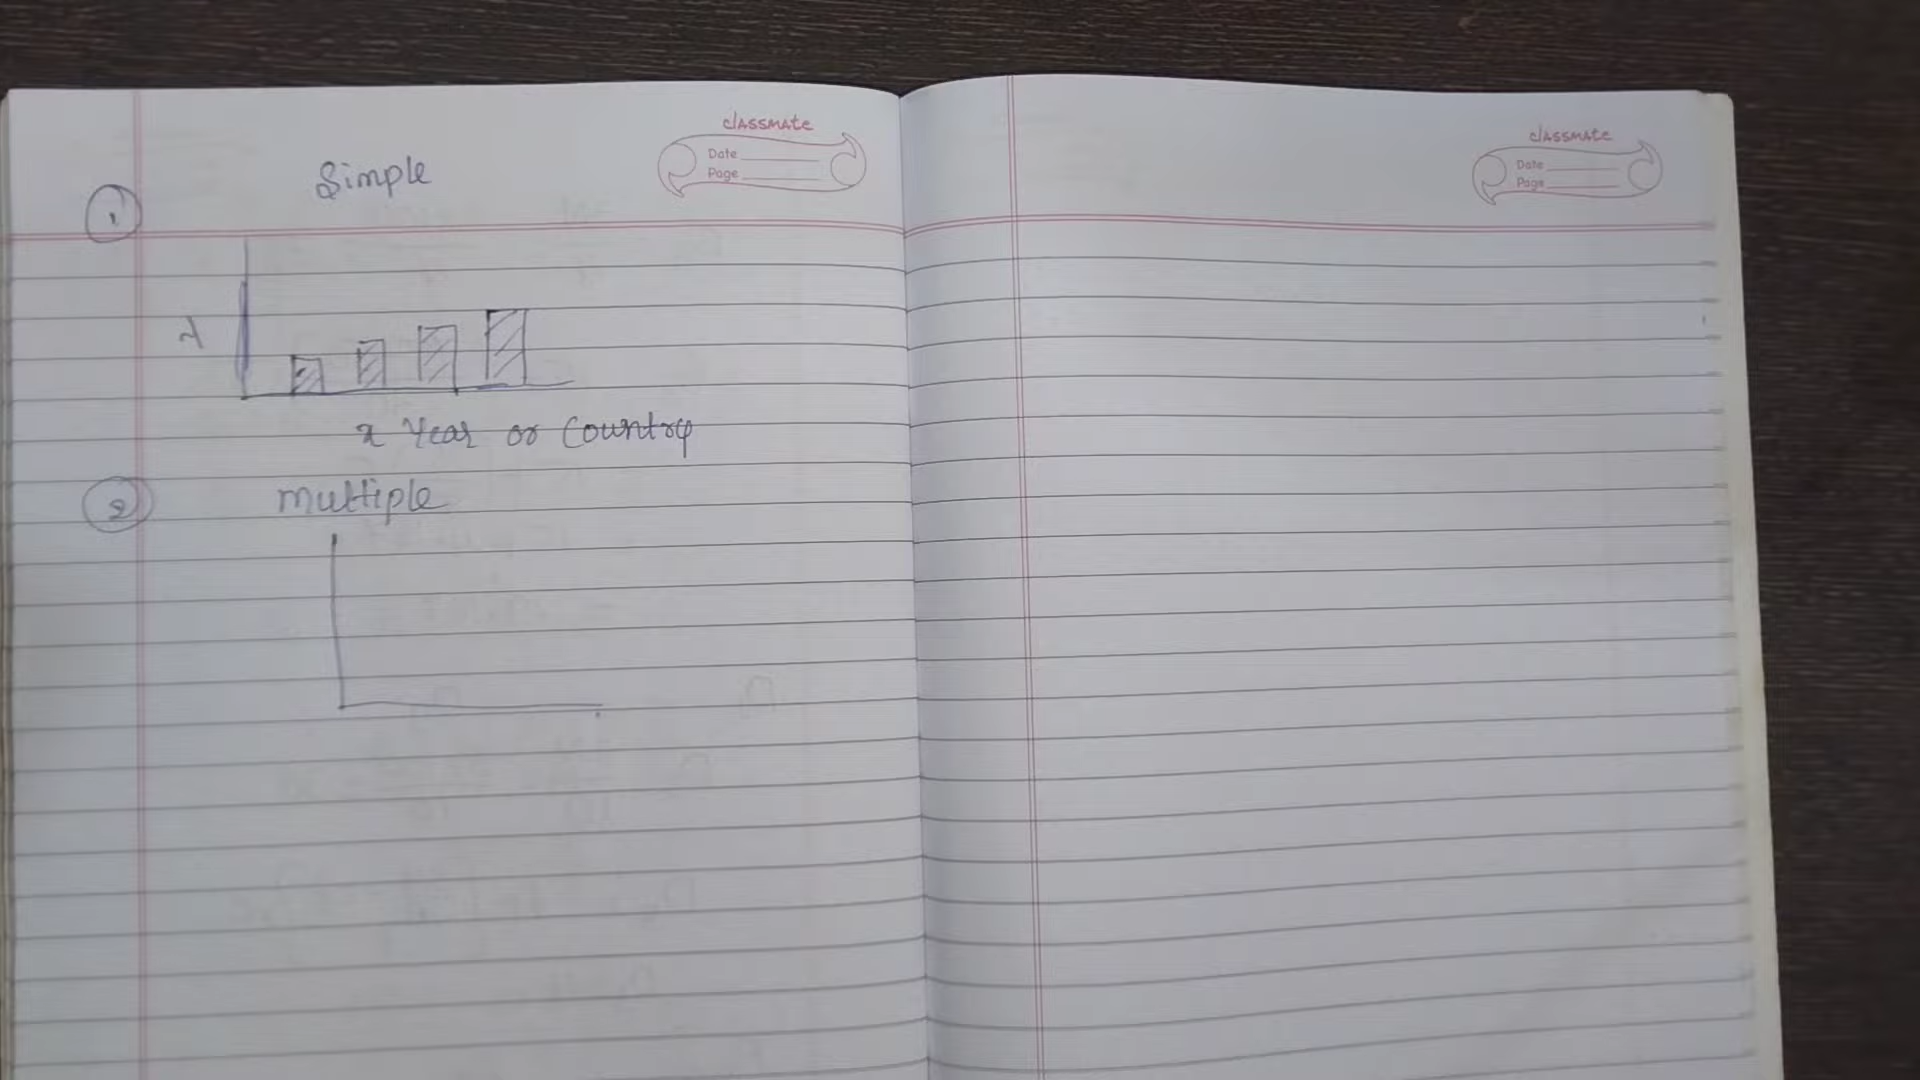 classmate
Date
Page
① Simple
y
x Year or Country
② multiple
classmate
Date
Page